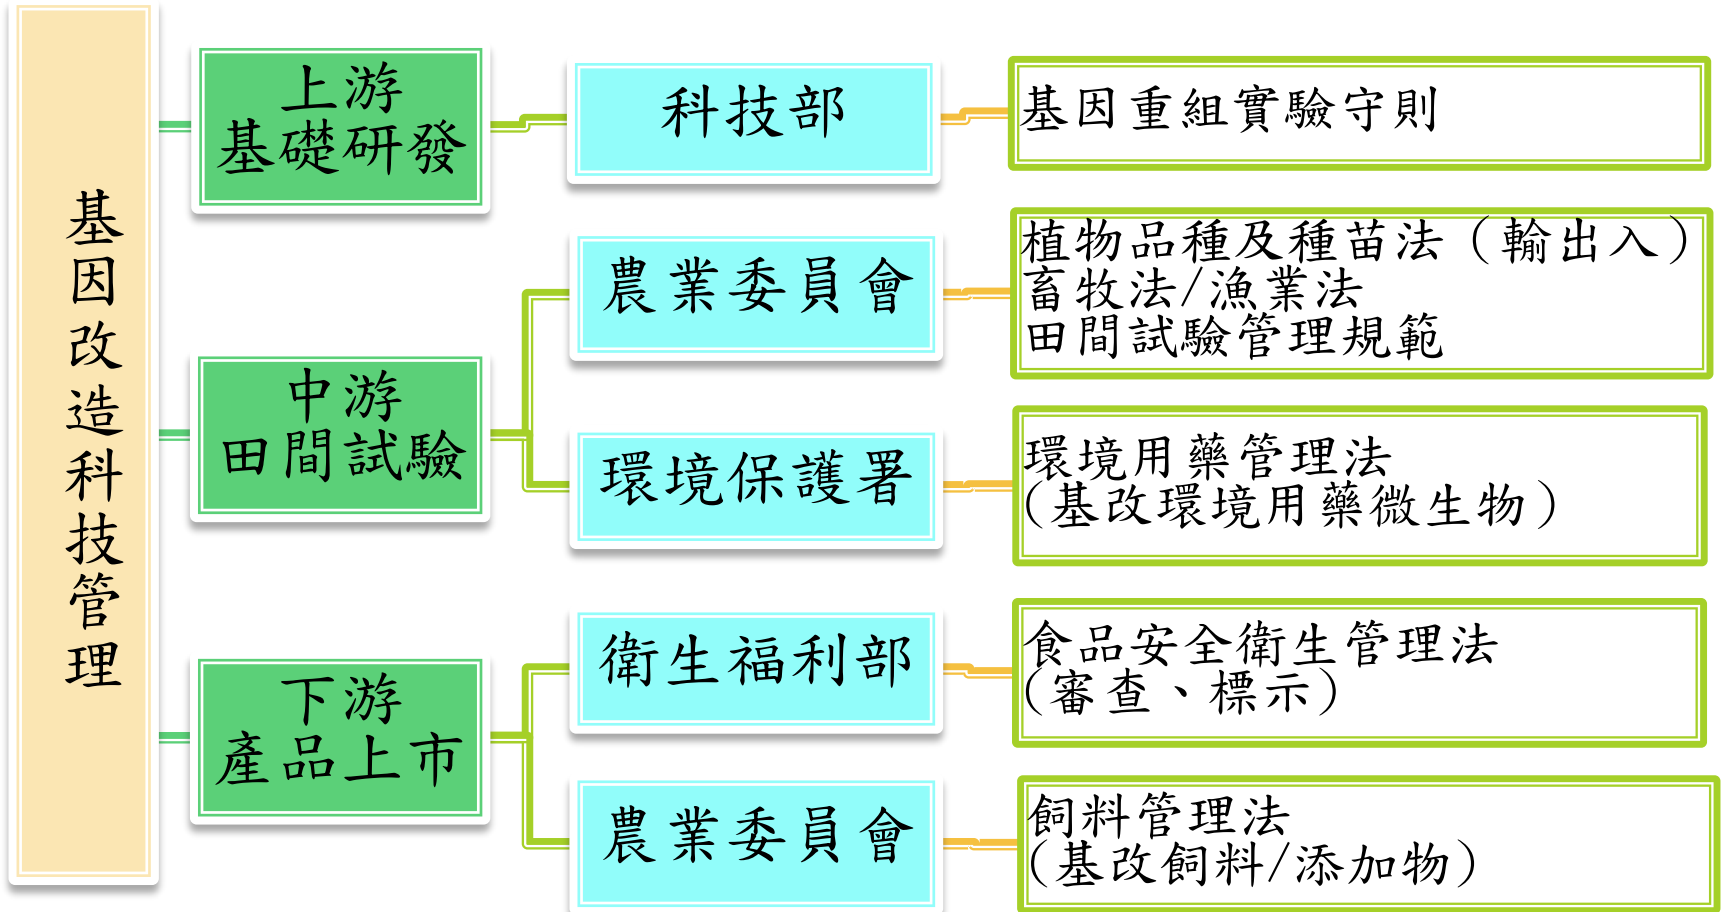 基因改造科技管理
上游
基礎研發
科技部
基因重組實驗守則
中游
田間試驗
農業委員會
植物品種及種苗法（輸出入）
畜牧法/漁業法
田間試驗管理規範
環境保護署
環境用藥管理法
(基改環境用藥微生物)
下游
產品上市
衛生福利部
食品安全衛生管理法
(審查、標示)
農業委員會
飼料管理法
(基改飼料/添加物)